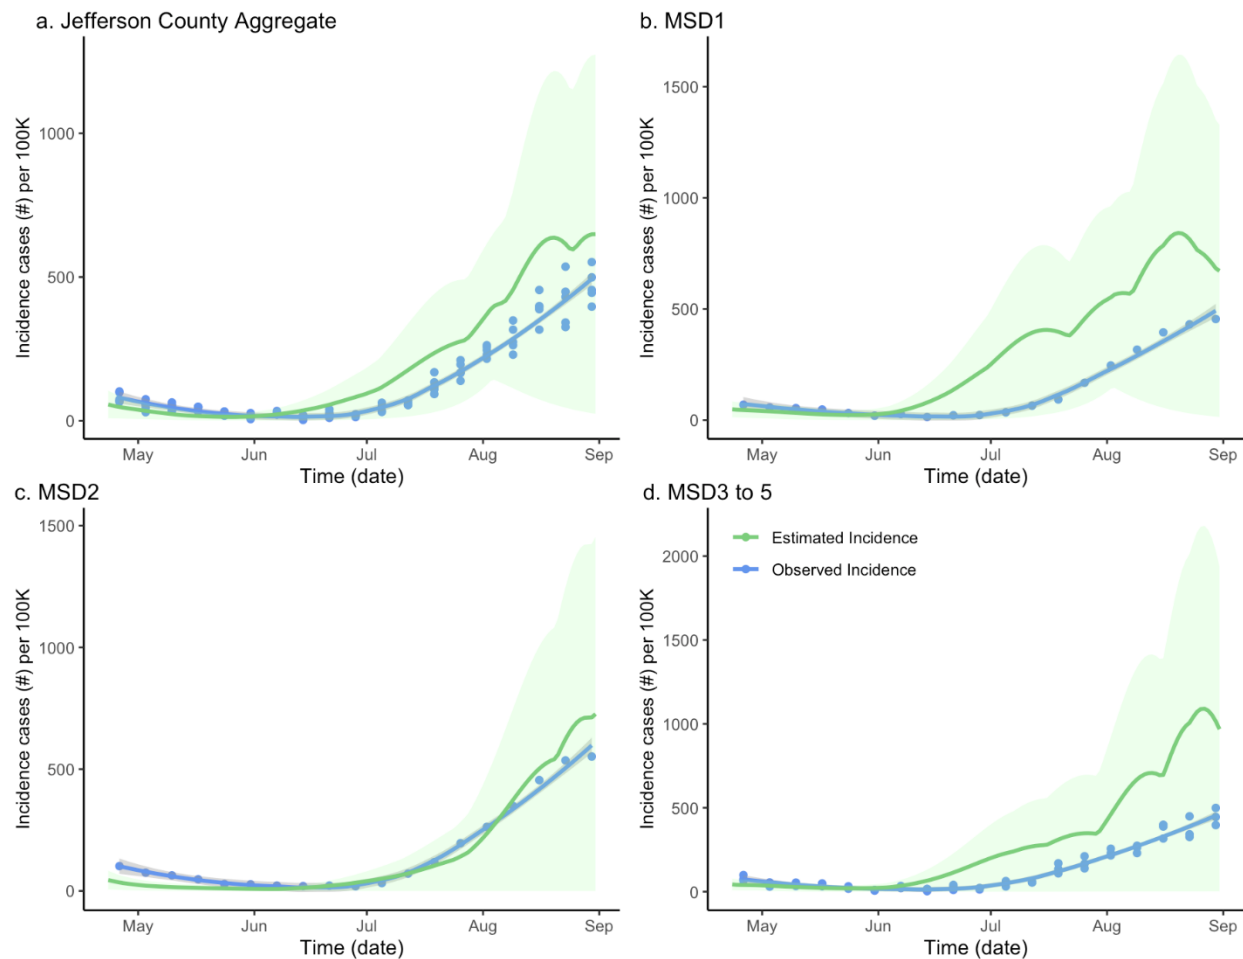 a. Jefferson County Aggregate
Incidence cases (#) per 100K
1000
500
0
May Jun Jul Aug Sep
Time (date)
b. MSD1
Incidence cases (#) per 100K
1500
1000
500
0
May Jun Jul Aug Sep
Time (date)
c. MSD2
Incidence cases (#) per 100K
1500
1000
500
0
May Jun Jul Aug Sep
Time (date)
d. MSD3 to 5
Incidence cases (#) per 100K
Estimated Incidence
Observed Incidence
2000
1500
1000
500
0
May Jun Jul Aug Sep
Time (date)